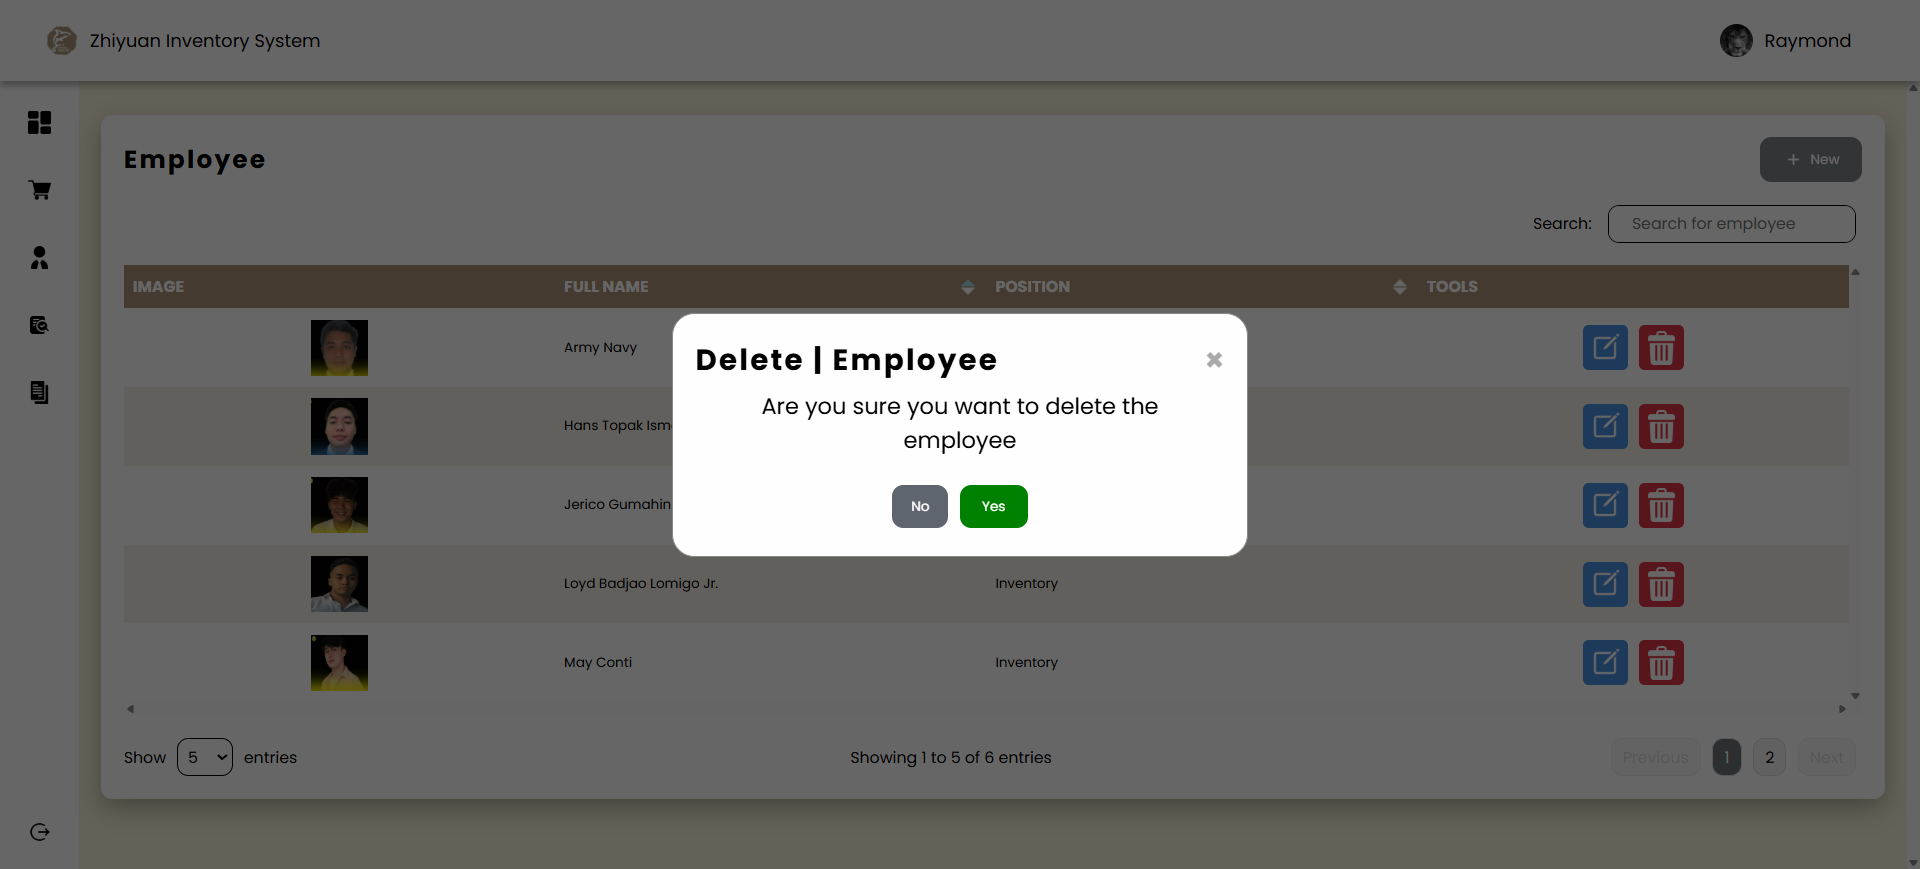 Zhiyuan Inventory System
Raymond
Employee
+ New
Search: Search for employee
IMAGE FULL NAME POSITION TOOLS
Army Navy
Delete | Employee
Are you sure you want to delete the
employee
No Yes
Hans Topak Ism
Jerico Gumahin
Loyd Badjao Lomigo Jr. Inventory
May Conti Inventory
Show 5 entries
Showing 1 to 5 of 6 entries
Previous 1 2 Next